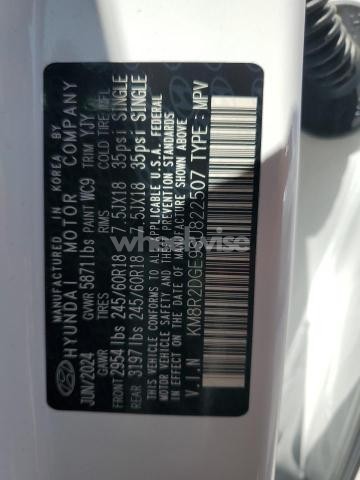 MANUFACTURED IN KOREA BY
HYUNDAI MOTOR COMPANY
JUN/2024 GVWR 5871lbs PAINT WC9 TRIM YJY
GAWR TIRES RIMS COLD TIRE INFL
FRONT 2954 lbs 245/60R18 7.5JX18 35psi SINGLE
REAR 3197 lbs 245/60R18 7.5JX18 35psi SINGLE
THIS VEHICLE CONFORMS TO ALL APPLICABLE U.S.A. FEDERAL
MOTOR VEHICLE SAFETY AND THEFT PREVENTION STANDARDS
IN EFFECT ON THE DATE OF MANUFACTURE SHOWN ABOVE
V.I.N : 822507 TYPE : MPV